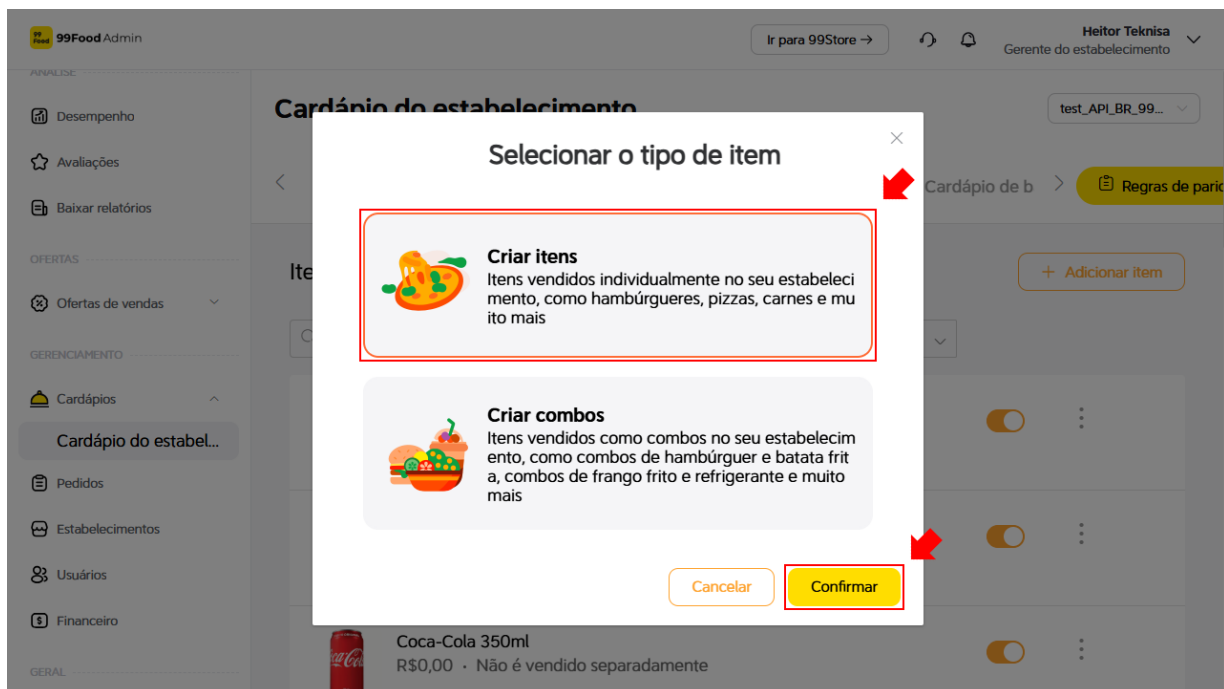 99Food Admin
Ir para 99Store →
Heitor Teknisa
Gerente do estabelecimento
ANÁLISE
Desempenho
Avaliações
Baixar relatórios
OFERTAS
Ofertas de vendas
GERENCIAMENTO
Cardápios
Cardápio do estabel...
Pedidos
Estabelecimentos
Usuários
Financeiro
GERAL
Cardápio do estabelecimento
test_API_BR_99...
Cardápio de b
Regras de paric
Ite
+ Adicionar item
Selecionar o tipo de item
Criar itens
Itens vendidos individualmente no seu estabeleci
mento, como hambúrgueres, pizzas, carnes e mu
ito mais
Criar combos
Itens vendidos como combos no seu estabelecim
ento, como combos de hambúrguer e batata frit
a, combos de frango frito e refrigerante e muito
mais
Cancelar
Confirmar
Coca-Cola 350ml
R$0,00 · Não é vendido separadamente